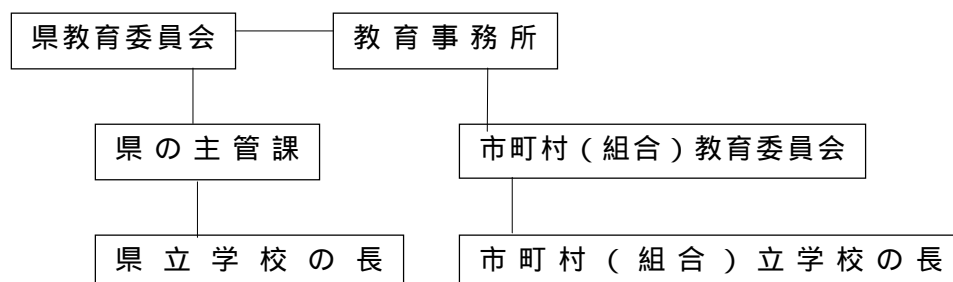 県教育委員会
教育事務所
県の主管課
市町村(組合)教育委員会
県立学校の長
市町村(組合)立学校の長